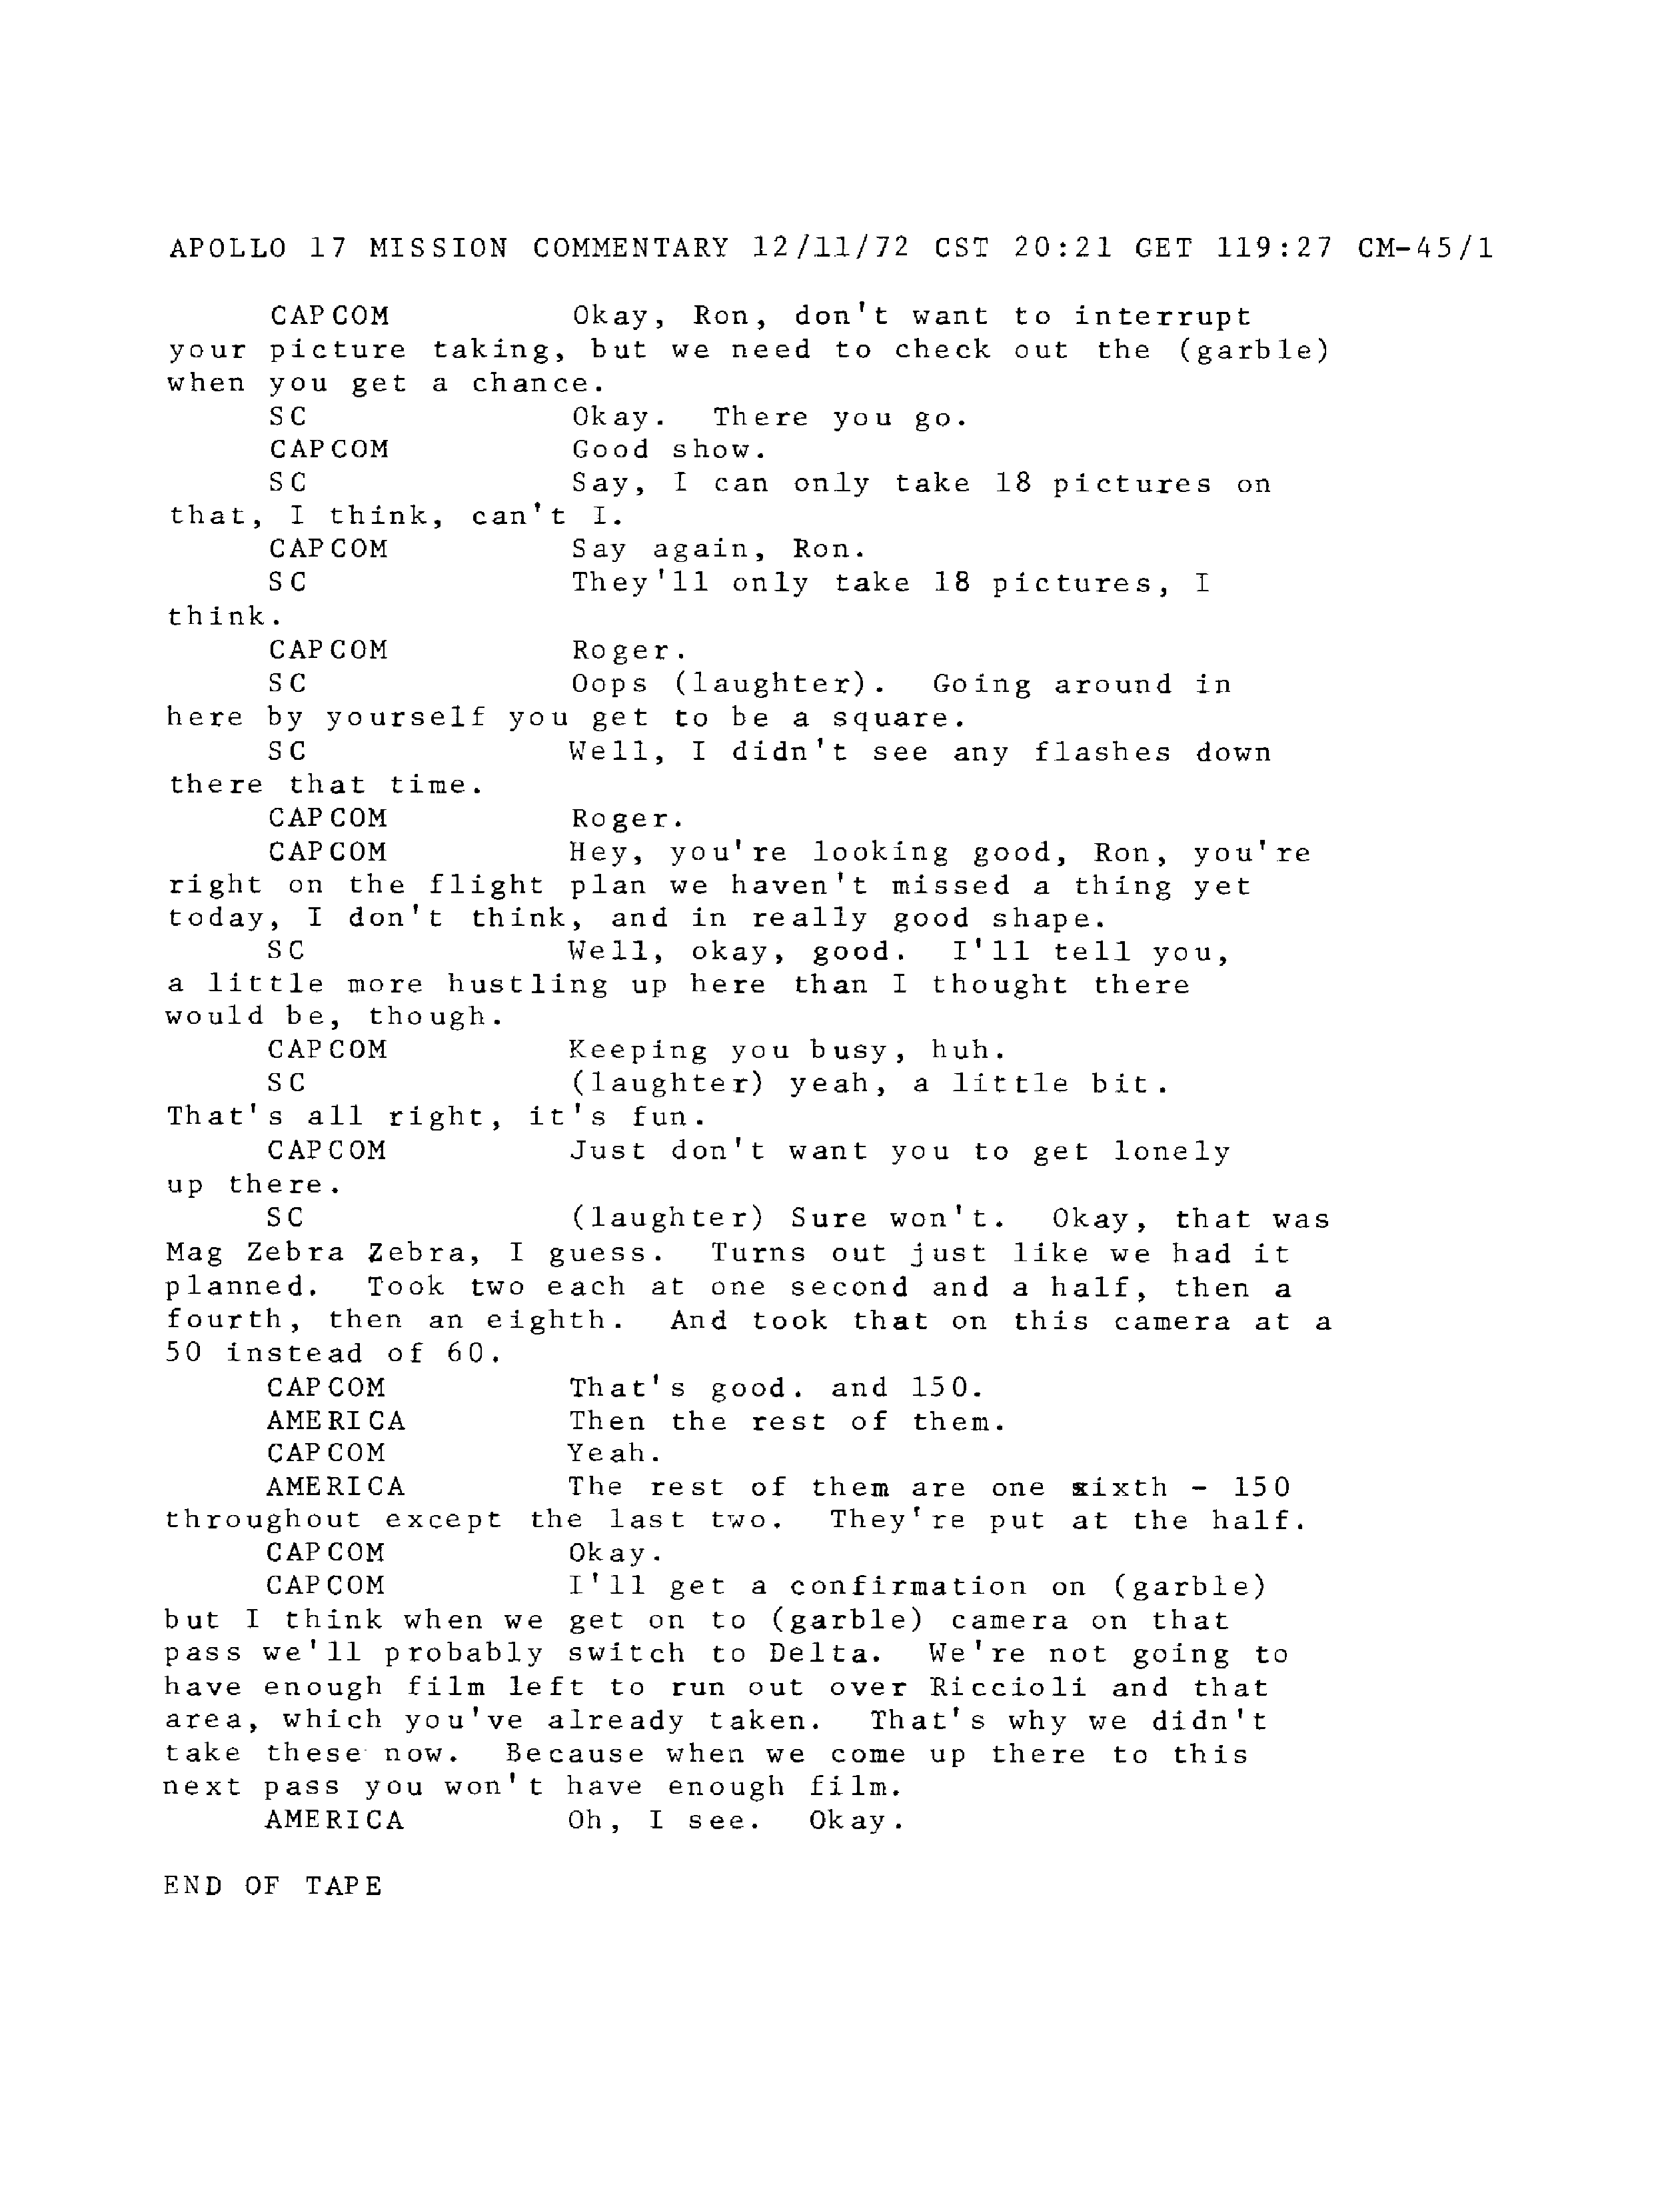 APOLLO 17 MISSION COMMENTARY 12/11/72 CST 20:21 GET 119:27 CM-45/1
CAPCOM Okay, Ron, don't want to interrupt
your picture taking, but we need to check out the (garble)
when you get a chance.
SC Okay. There you go.
CAPCOM Good show.
SC Say, I can only take 18 pictures on
that, I think, can't I.
CAPCOM Say again, Ron.
SC They'll only take 18 pictures, I
think.
CAPCOM Roger.
SC Oops (laughter). Going around in
here by yourself you get to be a square.
SC Well, I didn't see any flashes down
there that time.
CAPCOM Roger.
CAPCOM Hey, you're looking good, Ron, you're
right on the flight plan we haven't missed a thing yet
today, I don't think, and in really good shape.
SC Well, okay, good. I'll tell you,
a little more hustling up here than I thought there
would be, though.
CAPCOM Keeping you busy, huh.
SC (laughter) yeah, a little bit.
That's all right, it's fun.
CAPCOM Just don't want you to get lonely
up there.
SC (laughter) Sure won't. Okay, that was
Mag Zebra Zebra, I guess. Turns out just like we had it
planned. Took two each at one second and a half, then a
fourth, then an eighth. And took that on this camera at a
50 instead of 60.
CAPCOM That's good. and 150.
AMERICA Then the rest of them.
CAPCOM Yeah.
AMERICA The rest of them are one sixth - 150
throughout except the last two. They're put at the half.
CAPCOM Okay.
CAPCOM I'll get a confirmation on (garble)
but I think when we get on to (garble) camera on that
pass we'll probably switch to Delta. We're not going to
have enough film left to run out over Riccioli and that
area, which you've already taken. That's why we didn't
take these now. Because when we come up there to this
next pass you won't have enough film.
AMERICA Oh, I see. Okay.
END OF TAPE